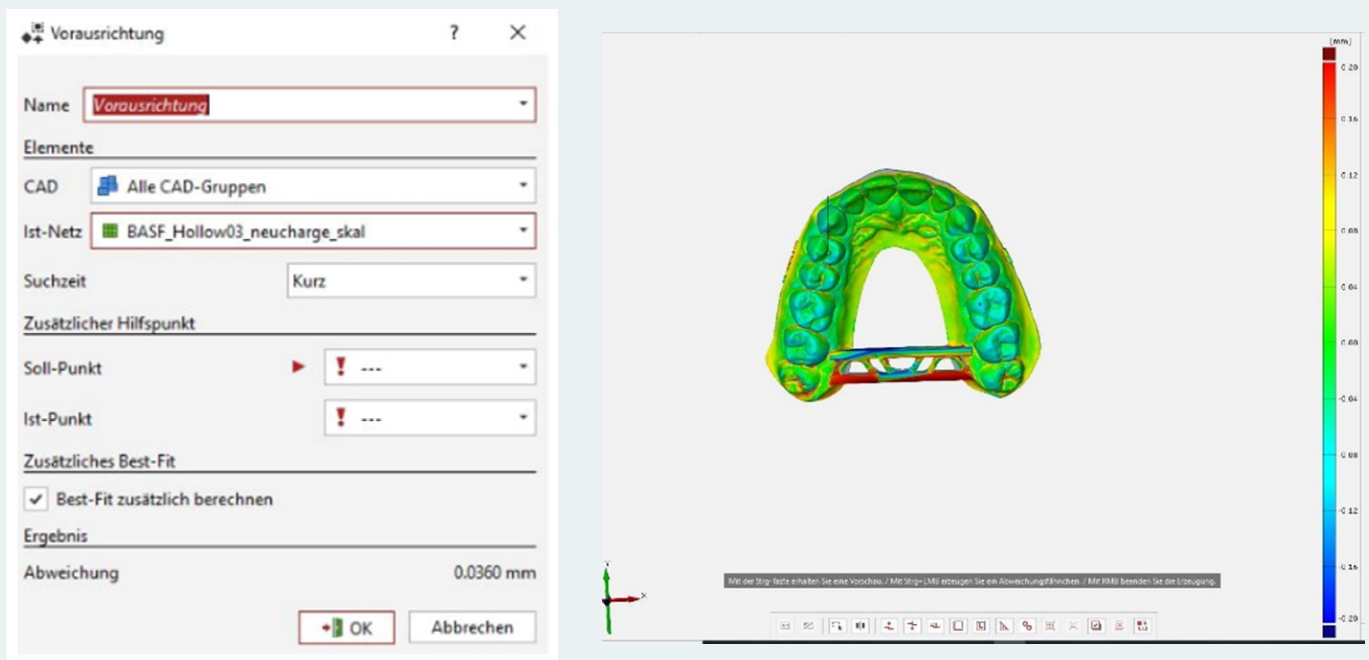 Vorausrichtung
?
Name Vorausrichtung
Elemente
CAD Alle CAD-Gruppen
Ist-Netz BASF_Hollow03_neucharge_skal
Suchzeit Kurz
Zusätzlicher Hilfspunkt
Soll-Punkt ---
Ist-Punkt ---
Zusätzliches Best-Fit
Best-Fit zusätzlich berechnen
Ergebnis
Abweichung 0.0360 mm
OK Abbrechen
[mm]
0.20
0.16
0.12
0.08
0.04
0.00
-0.04
-0.08
-0.12
-0.16
-0.20
X
Mit der Strg-Taste erhalten Sie eine Vorschau. / Mit Strg+LMB erzeugen Sie ein Abweichungsfähnchen. / Mit RMB beenden Sie die Erzeugung.